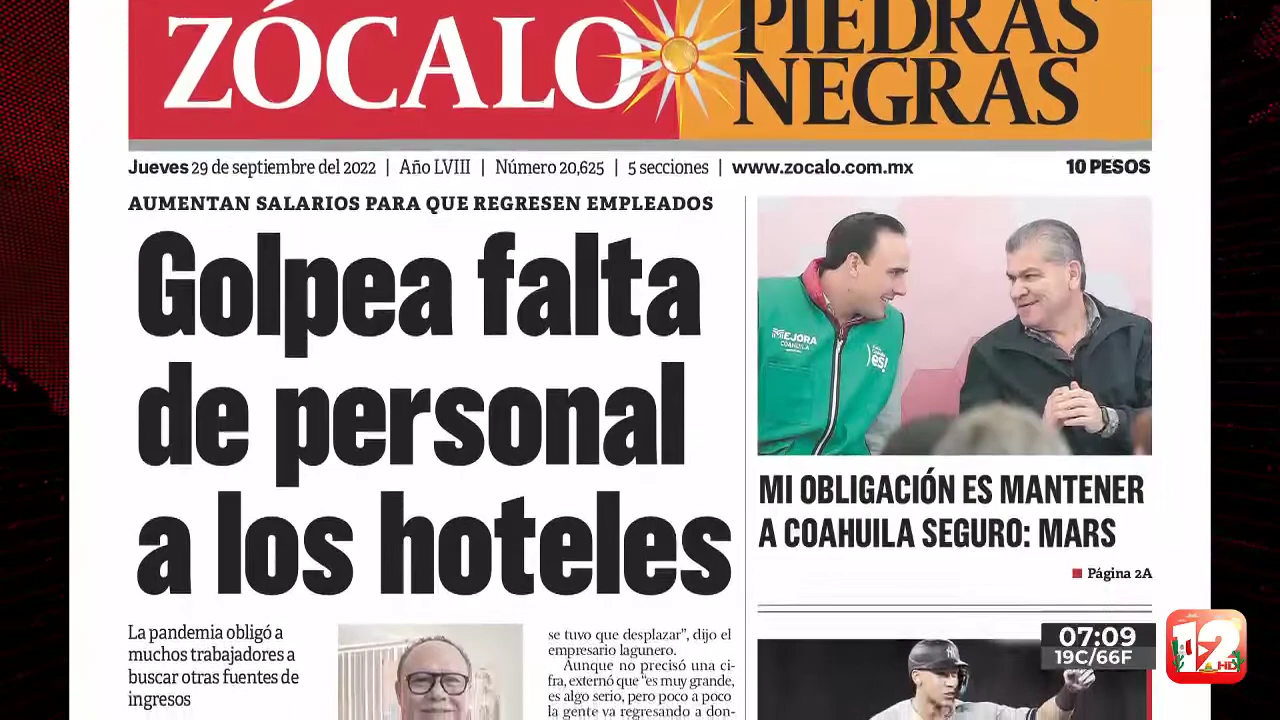 ZÓCALO
PIEDRAS
NEGRAS
Jueves 29 de septiembre del 2022 | Año LVIII | Número 20,625 | 5 secciones | www.zocalo.com.mx
10 PESOS
AUMENTAN SALARIOS PARA QUE REGRESEN EMPLEADOS
Golpea falta
de personal
a los hoteles
La pandemia obligó a
muchos trabajadores a
buscar otras fuentes de
ingresos
se tuvo que desplazar”, dijo el
empresario lagunero.
Aunque no precisó una ci-
fra, externó que “es muy grande,
es algo serio, pero poco a poco
la gente va regresando a don-
MEJORA
COAHUILA
es!
MI OBLIGACIÓN ES MANTENER
A COAHUILA SEGURO: MARS
Página 2A
07:09
19C/66F
12
HD